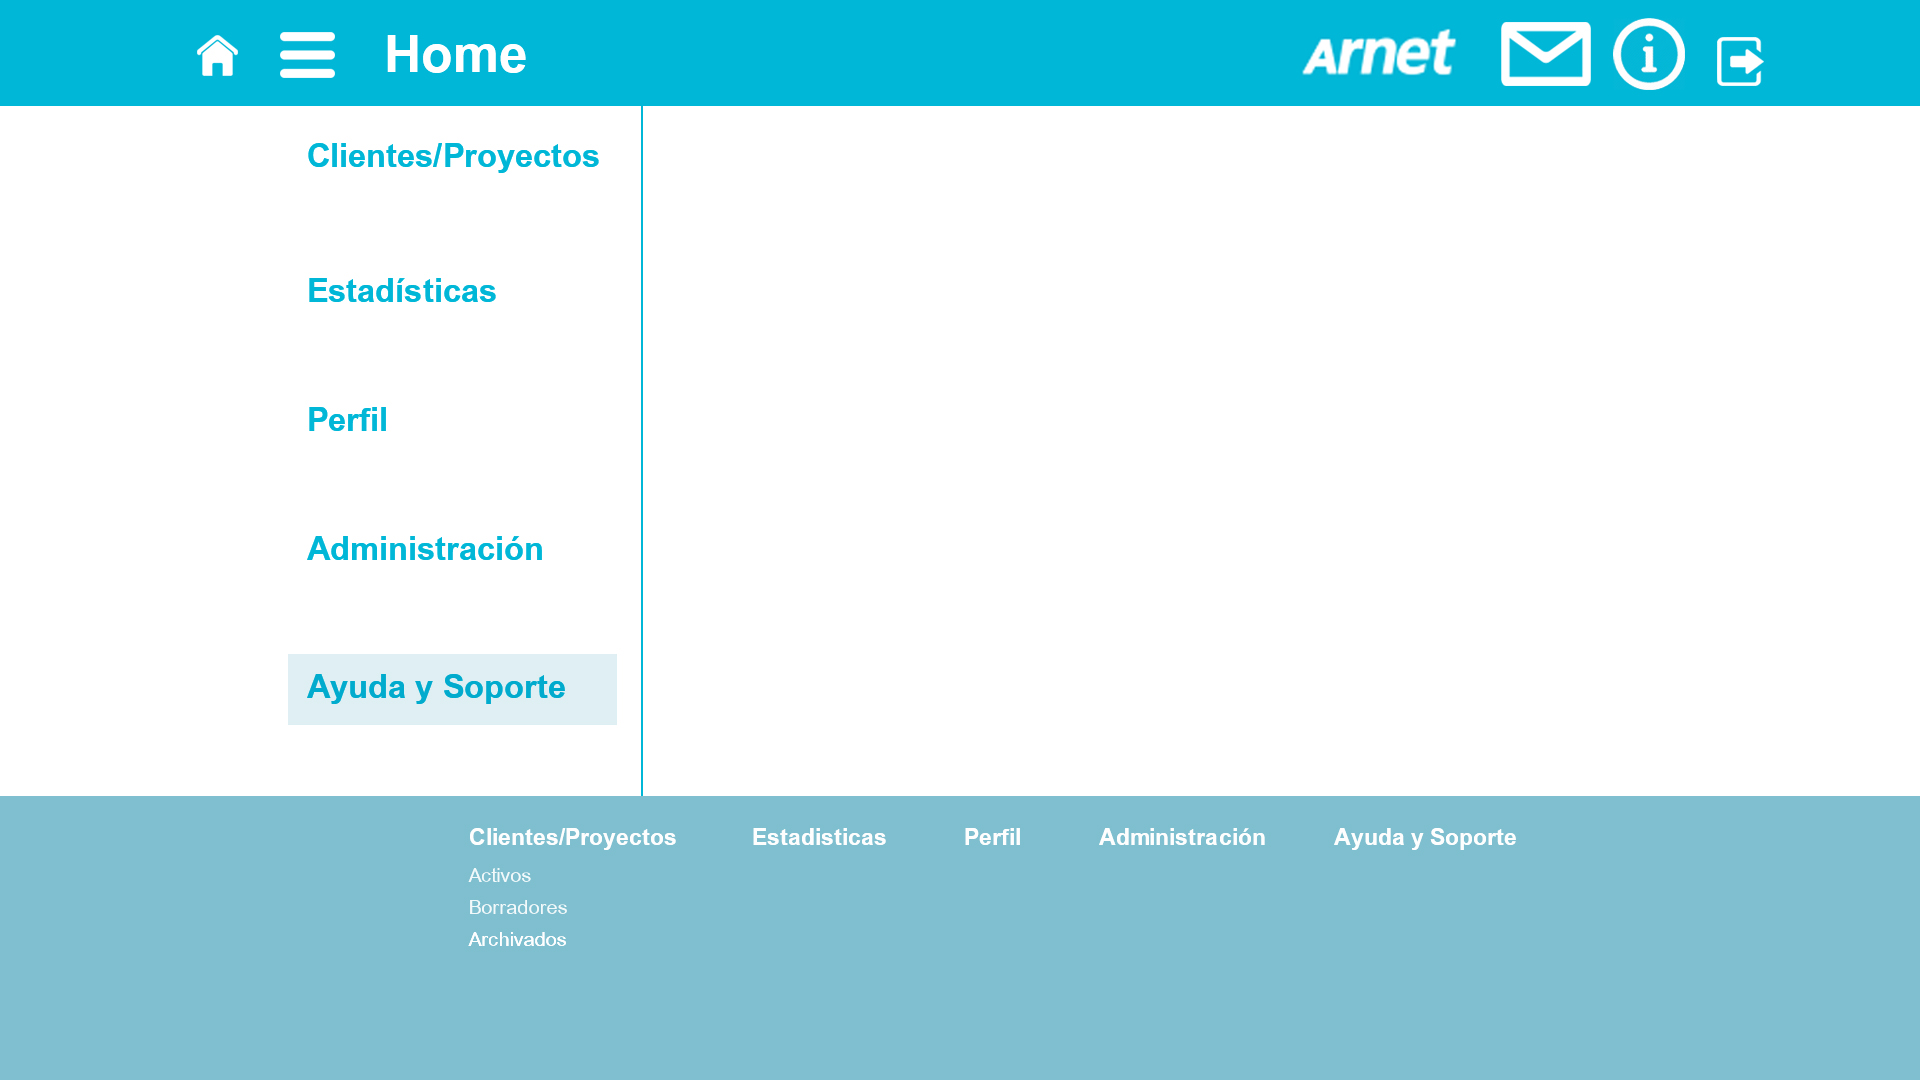 Home
Arnet
Clientes/Proyectos
Estadísticas
Perfil
Administración
Ayuda y Soporte
Clientes/Proyectos Estadisticas Perfil Administración Ayuda y Soporte
Activos
Borradores
Archivados